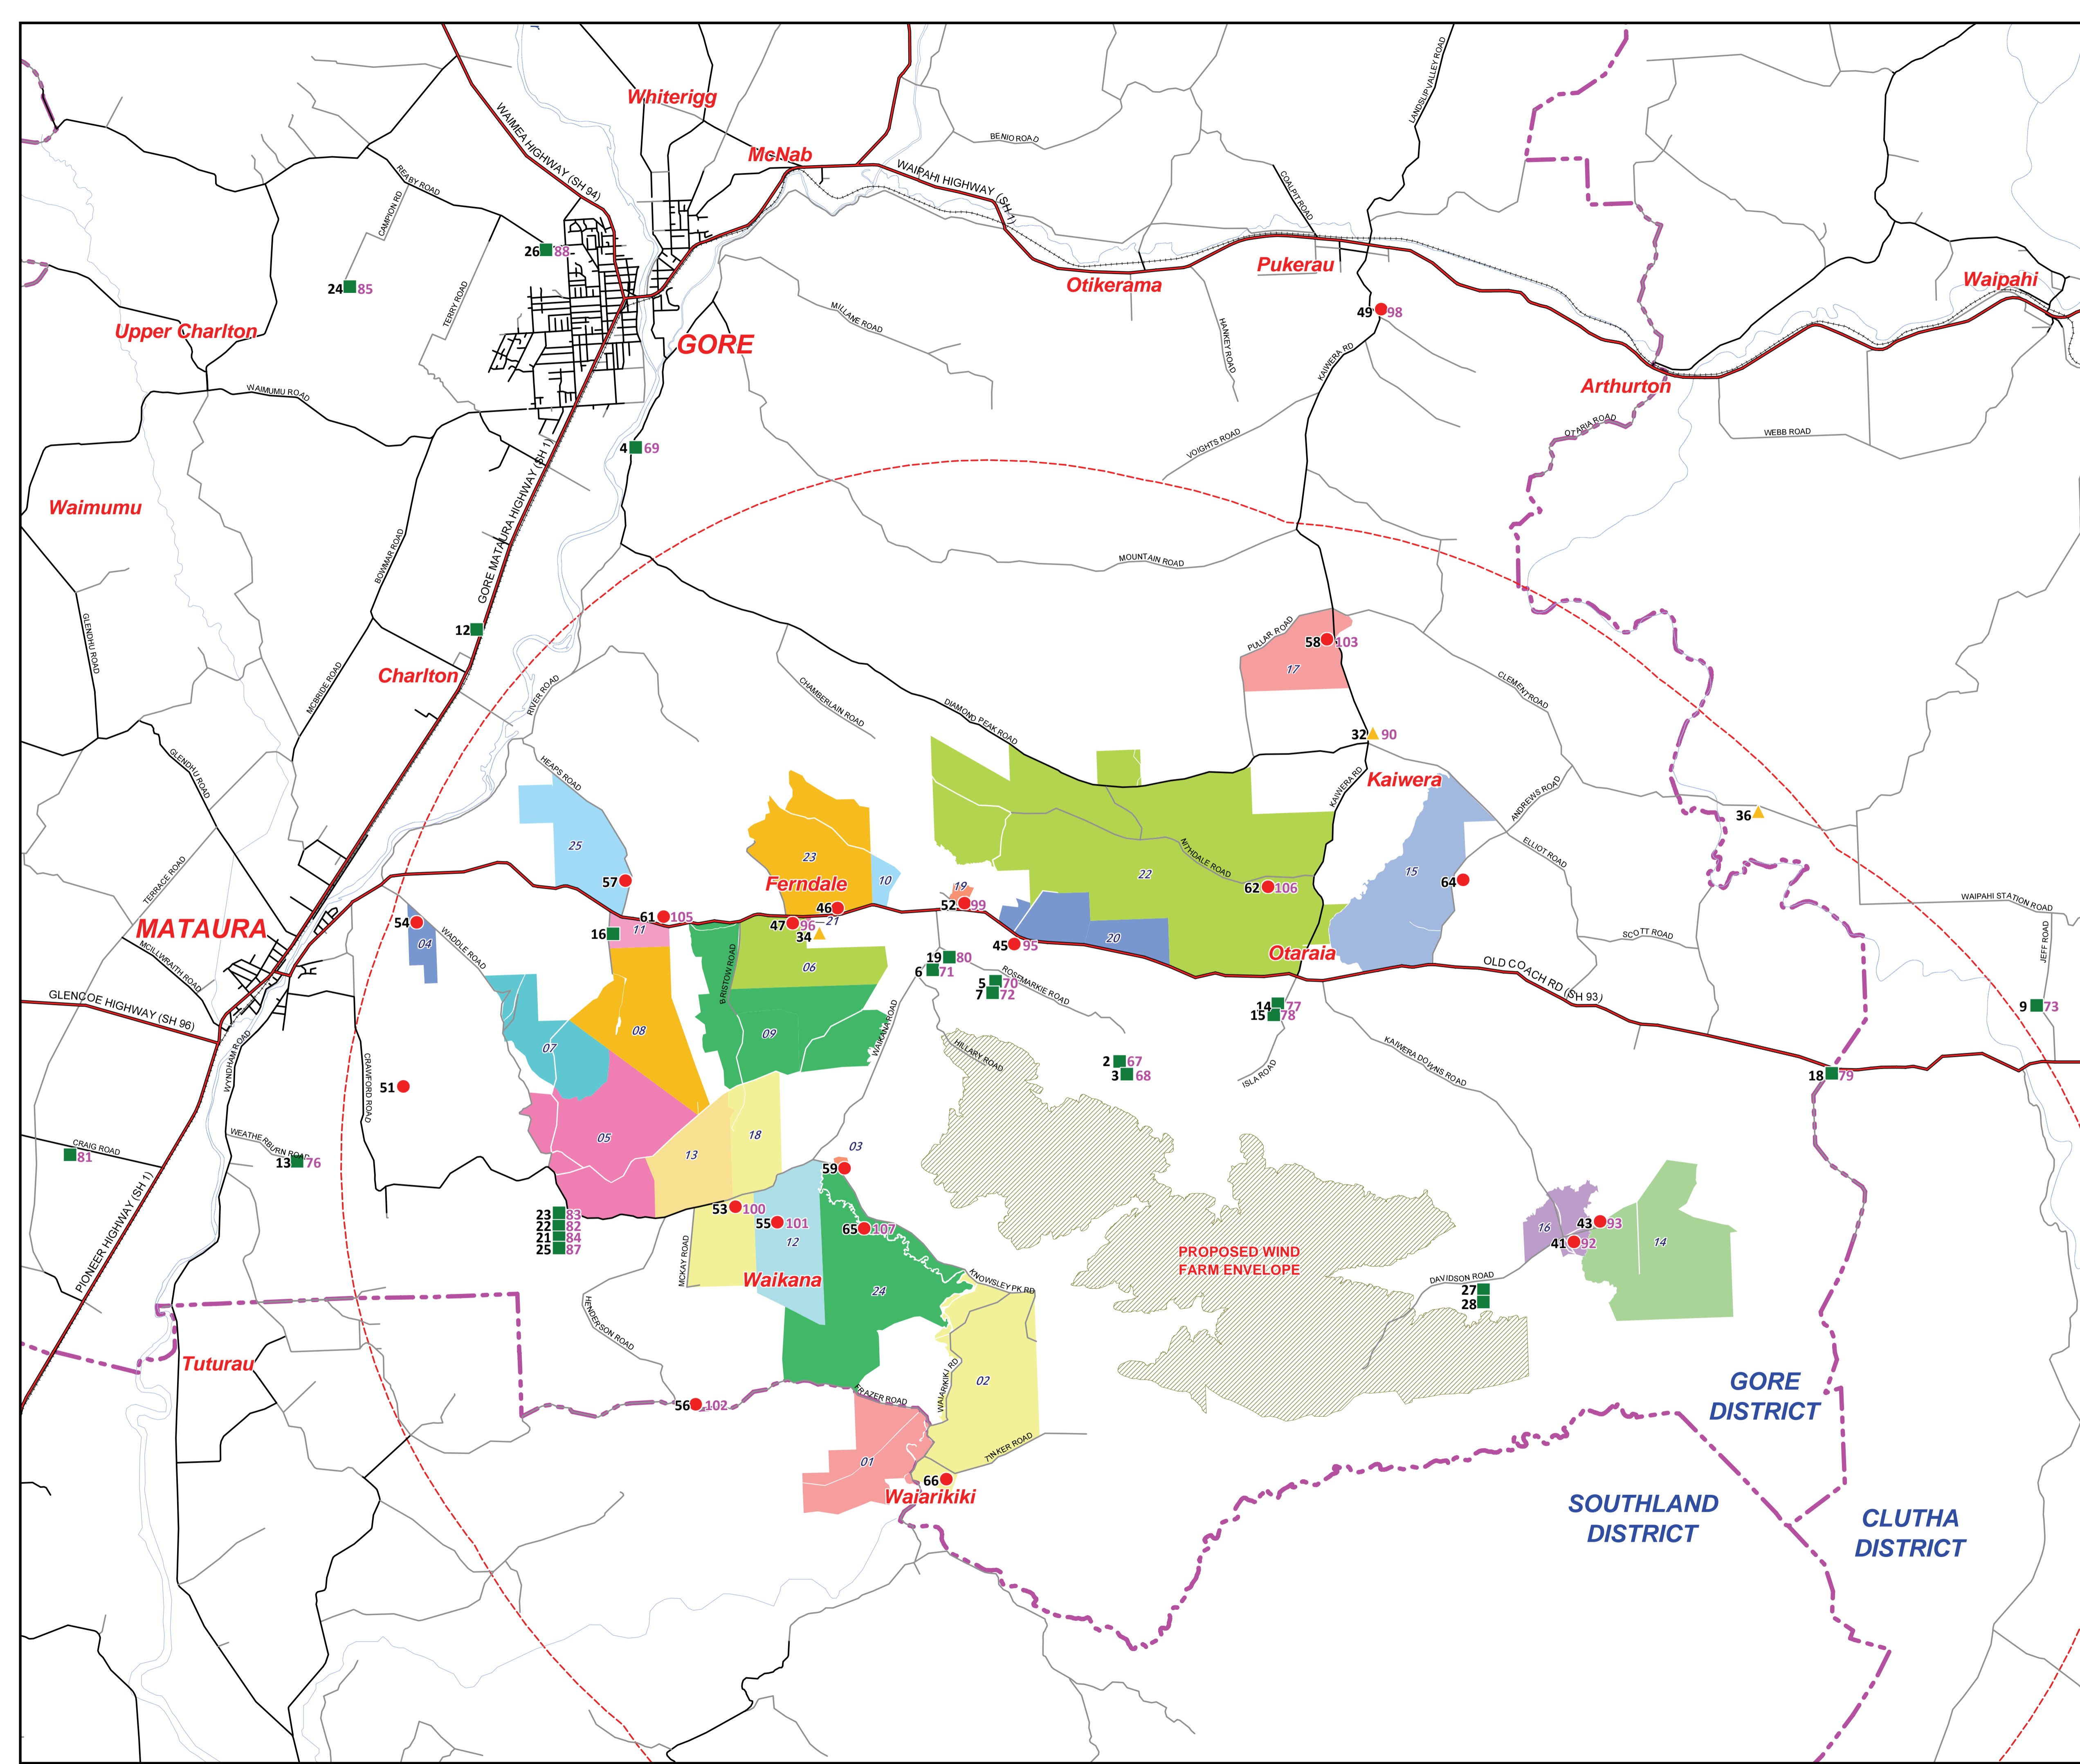 Whiterigg
WAIMEA HIGHWAY (SH 94)
McNab
WAIPAHI HIGHWAY (SH 1)
BENIO ROAD
LANDSLIP VALLEY ROAD
COALPIT ROAD
REABY ROAD
CAMPION RD
26 88
24 85
TERRY ROAD
Upper Charlton
GORE
MILLANE ROAD
Otikerama
Pukerau
HANKEY ROAD
49 98
KAIWERA RD
Waipahi
Arthurton
OTARIA ROAD
WEBB ROAD
WAIMUMU ROAD
4 69
VOIGHTS ROAD
Waimumu
GORE MATAURA HIGHWAY (SH 1)
BOWMAR ROAD
MOUNTAIN ROAD
GLENDHU ROAD
12
Charlton
MCBRIDE ROAD
RIVER ROAD
PULLAR ROAD
58 103
17
CHAMBERLAIN ROAD
DIAMOND PEAK ROAD
CLEMENT ROAD
32 90
Kaiwera
KAIWERA RD
GLENDHU ROAD
HEAPS ROAD
ANDREWS ROAD
36
ELLIOT ROAD
25
23
22
15
NITHDALE ROAD
TERRACE ROAD
57
Ferndale
10
19
62 106
64
WAIPAHI STATION ROAD
MATAURA
54
04
WADDLE ROAD
61 105
16
11
46
47 96
21
34
52 99
45 95
20
Otaraia
SCOTT ROAD
JEFF ROAD
MCILLWRAITH ROAD
BRISTOW ROAD
06
19 80
6 71
5 70
7 72
ROSEMARKIE ROAD
OLD COACH RD (SH 93)
GLENCOE HIGHWAY (SH 96)
14 77
15 78
9 73
08
09
WAIKANA ROAD
HILLARY ROAD
07
WYNDHAM ROAD
CRAWFORD ROAD
51
2 67
3 68
ISLA ROAD
KAIWERA DOWNS ROAD
18 79
CRAIG ROAD
81
WEATHERBURN ROAD
13 76
05
18
13
03
59
PIONEER HIGHWAY (SH 1)
23 83
22 82
21 84
25 87
53 100
55 101
12
65 107
16
43 93
41 92
14
MCKAY ROAD
Waikana
24
PROPOSED WIND
FARM ENVELOPE
KNOWSLEY PK RD
DAVIDSON ROAD
27
28
HENDERSON ROAD
Tuturau
WAIARIKIKI RD
02
FRAZER ROAD
56 102
GORE
DISTRICT
TINKER ROAD
01
66
Waiarikiki
SOUTHLAND
DISTRICT
CLUTHA
DISTRICT